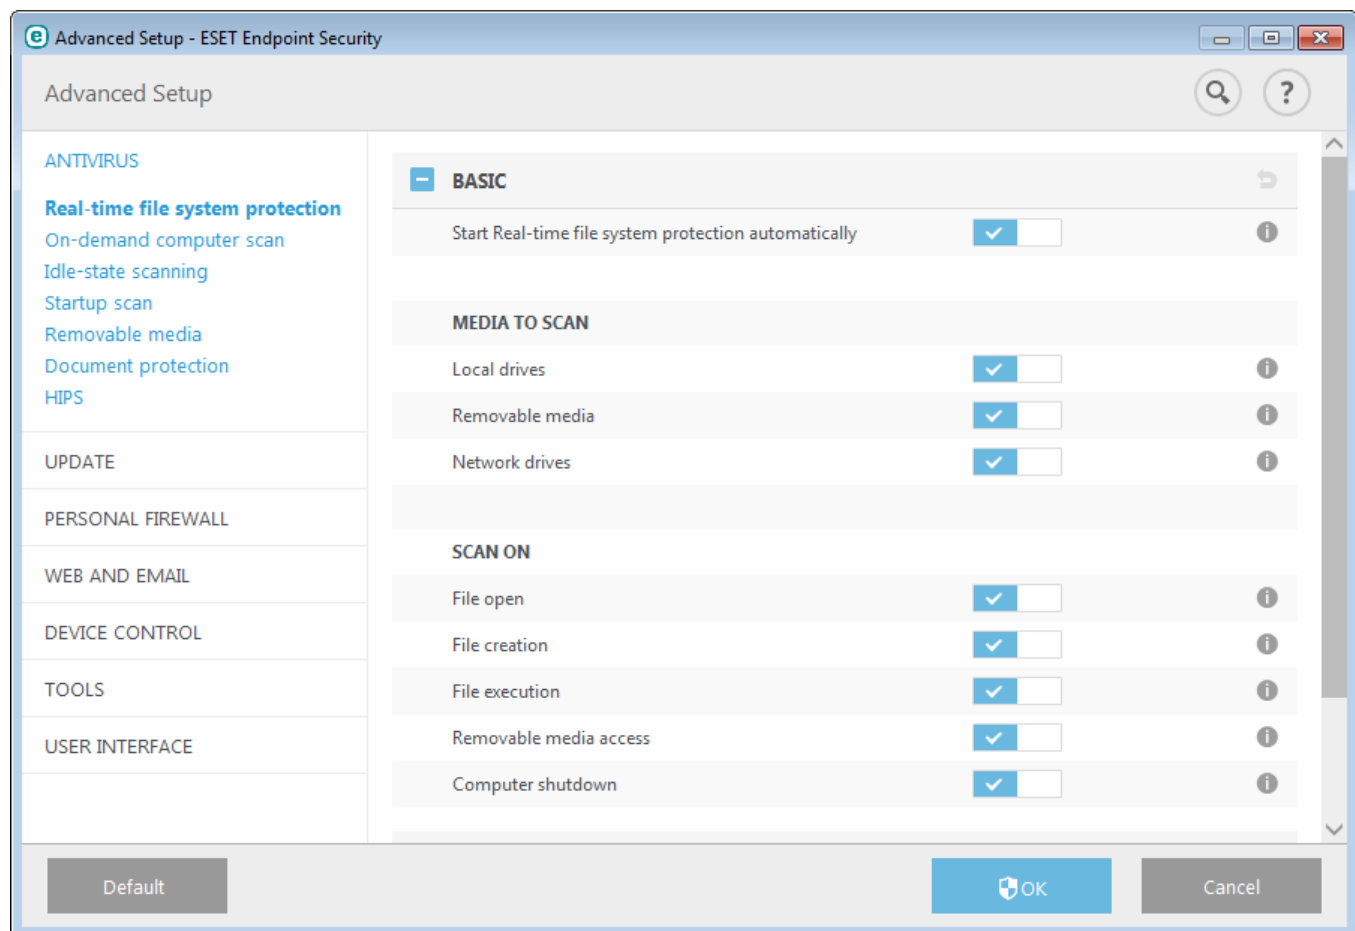 e Advanced Setup - ESET Endpoint Security
Advanced Setup
?
ANTIVIRUS
Real-time file system protection
On-demand computer scan
Idle-state scanning
Startup scan
Removable media
Document protection
HIPS
UPDATE
PERSONAL FIREWALL
WEB AND EMAIL
DEVICE CONTROL
TOOLS
USER INTERFACE
BASIC
Start Real-time file system protection automatically
MEDIA TO SCAN
Local drives
Removable media
Network drives
SCAN ON
File open
File creation
File execution
Removable media access
Computer shutdown
Default
OK
Cancel